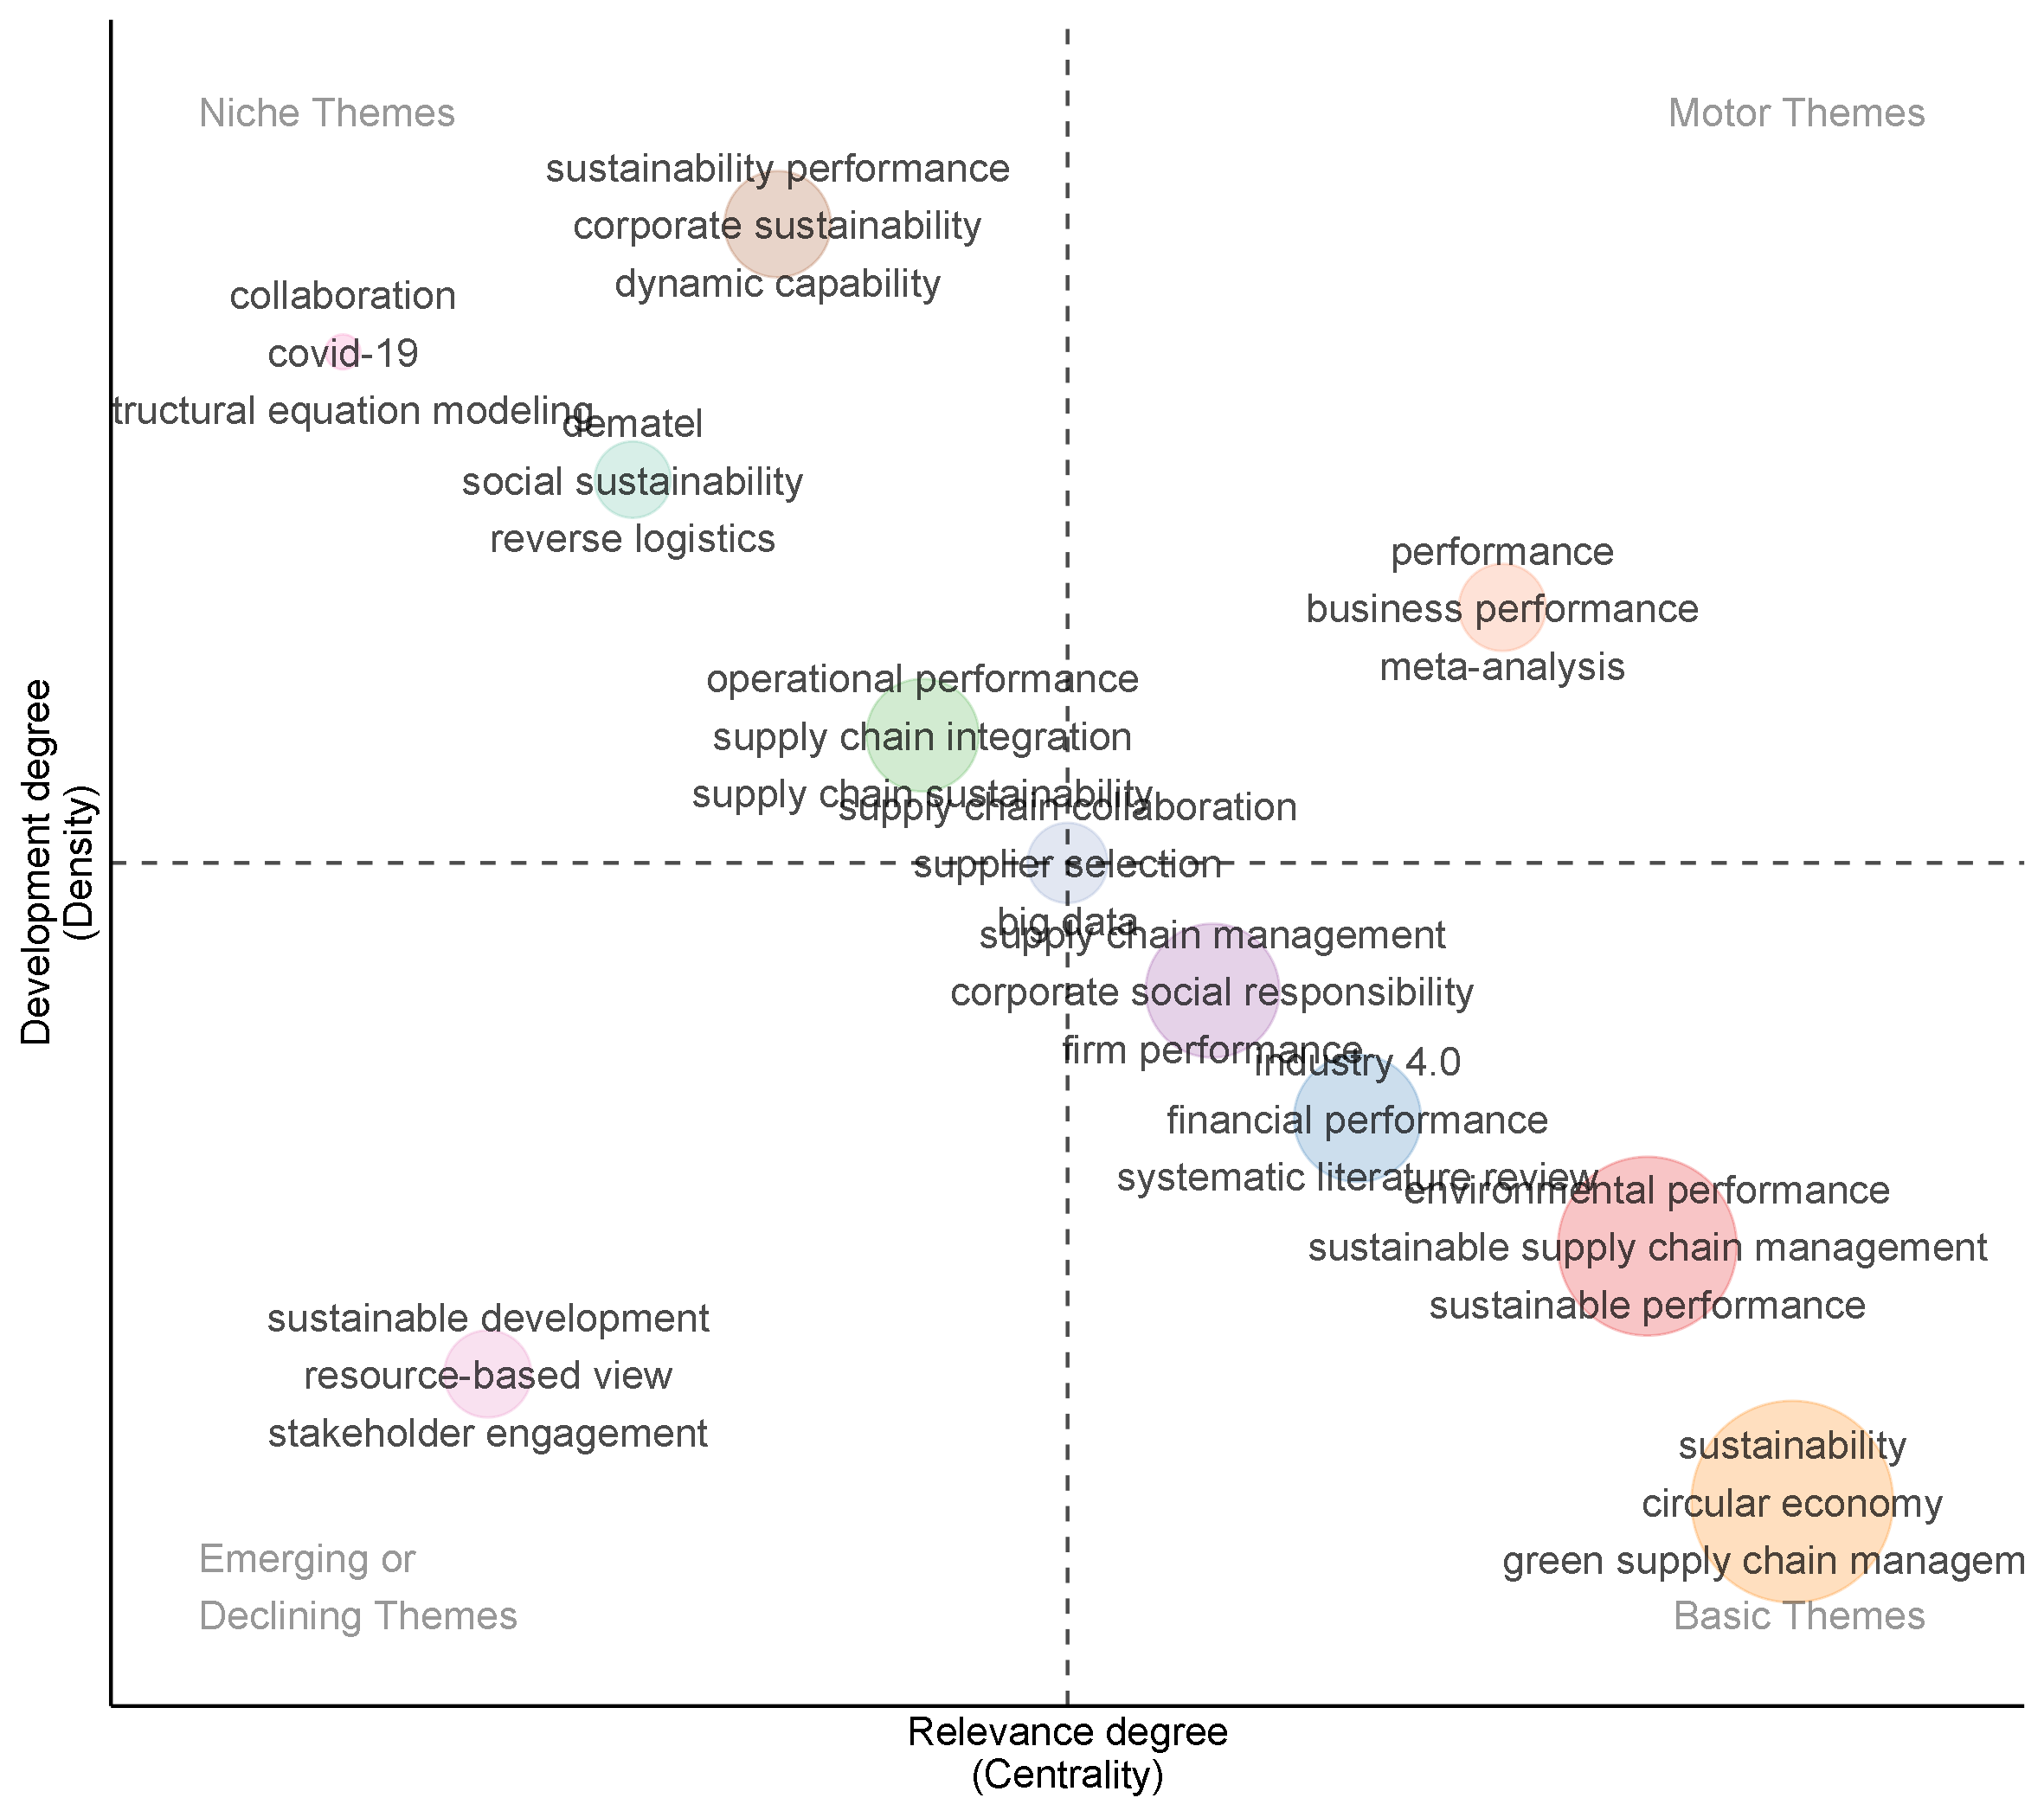 Niche Themes
Motor Themes
sustainability performance
corporate sustainability
dynamic capability
collaboration
covid-19
tructural equation modeling
dematel
social sustainability
reverse logistics
performance
business performance
meta-analysis
operational performance
supply chain integration
supply chain sustainability
supply chain collaboration
supplier selection
big data
supply chain management
corporate social responsibility
firm performance
industry 4.0
financial performance
systematic literature review
environmental performance
sustainable supply chain management
sustainable performance
sustainable development
resource-based view
stakeholder engagement
sustainability
circular economy
green supply chain managem
Emerging or
Declining Themes
Basic Themes
Development degree
(Density)
Relevance degree
(Centrality)